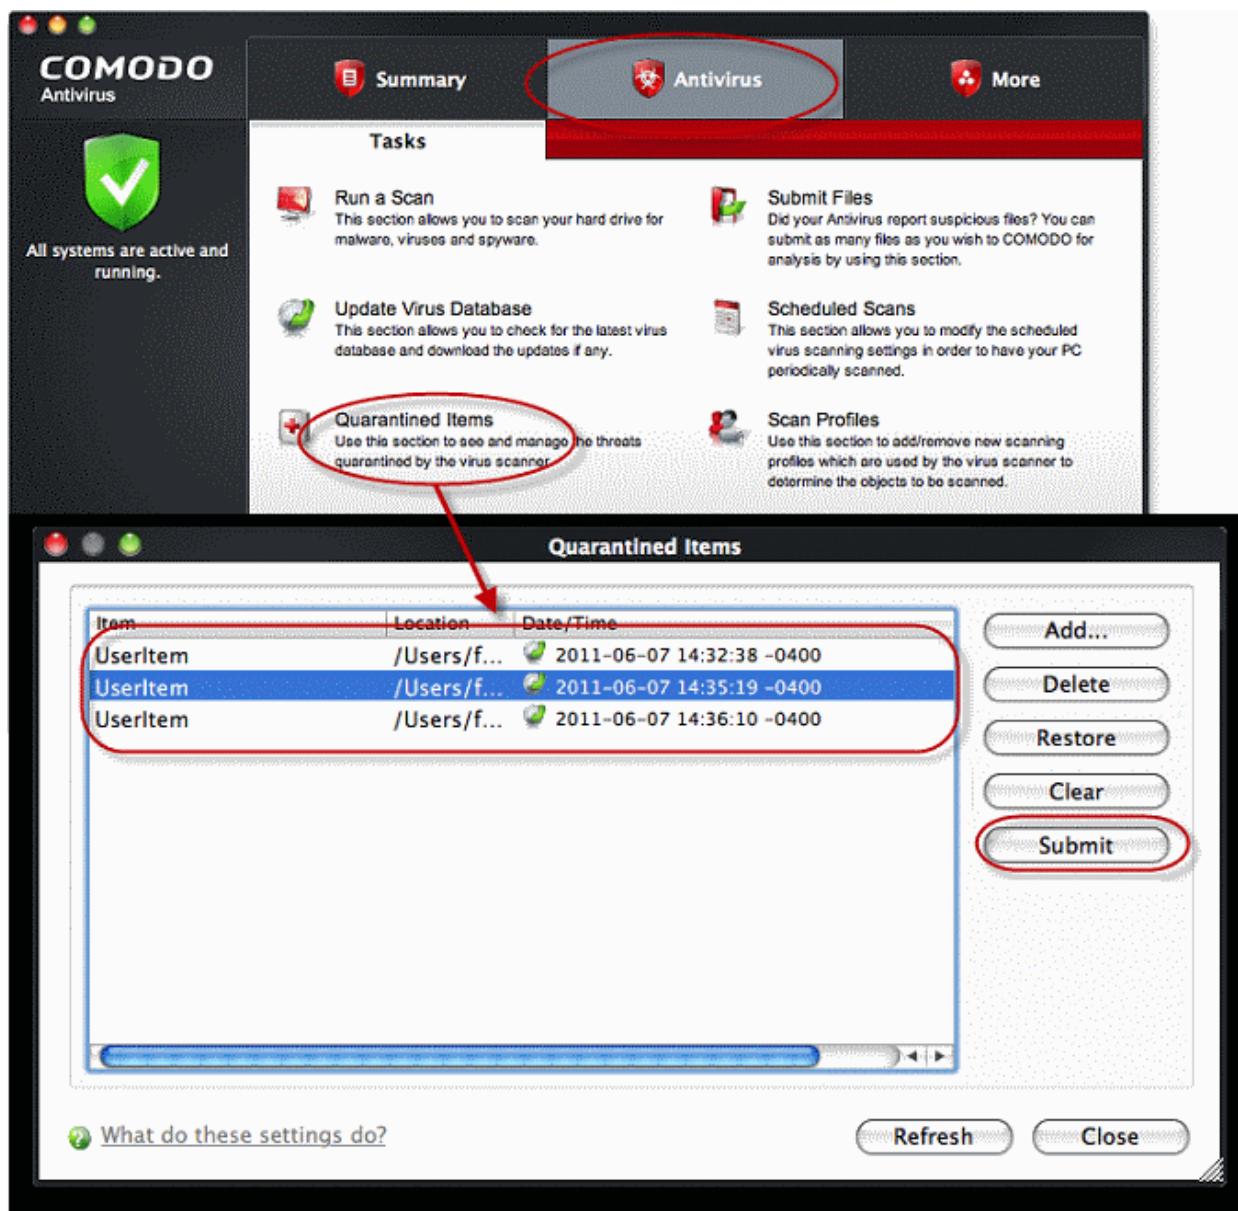 COMODO
Antivirus
Summary
Antivirus
More
Tasks
All systems are active and
running.
Run a Scan
This section allows you to scan your hard drive for
malware, viruses and spyware.
Submit Files
Did your Antivirus report suspicious files? You can
submit as many files as you wish to COMODO for
analysis by using this section.
Update Virus Database
This section allows you to check for the latest virus
database and download the updates if any.
Scheduled Scans
This section allows you to modify the scheduled
virus scanning settings in order to have your PC
periodically scanned.
Quarantined Items
Use this section to see and manage the threats
quarantined by the virus scanner.
Scan Profiles
Use this section to add/remove new scanning
profiles which are used by the virus scanner to
determine the objects to be scanned.
Quarantined Items
Item Location Date/Time
UserItem /Users/f... 2011-06-07 14:32:38 -0400
UserItem /Users/f... 2011-06-07 14:35:19 -0400
UserItem /Users/f... 2011-06-07 14:36:10 -0400
Add...
Delete
Restore
Clear
Submit
What do these settings do?
Refresh
Close